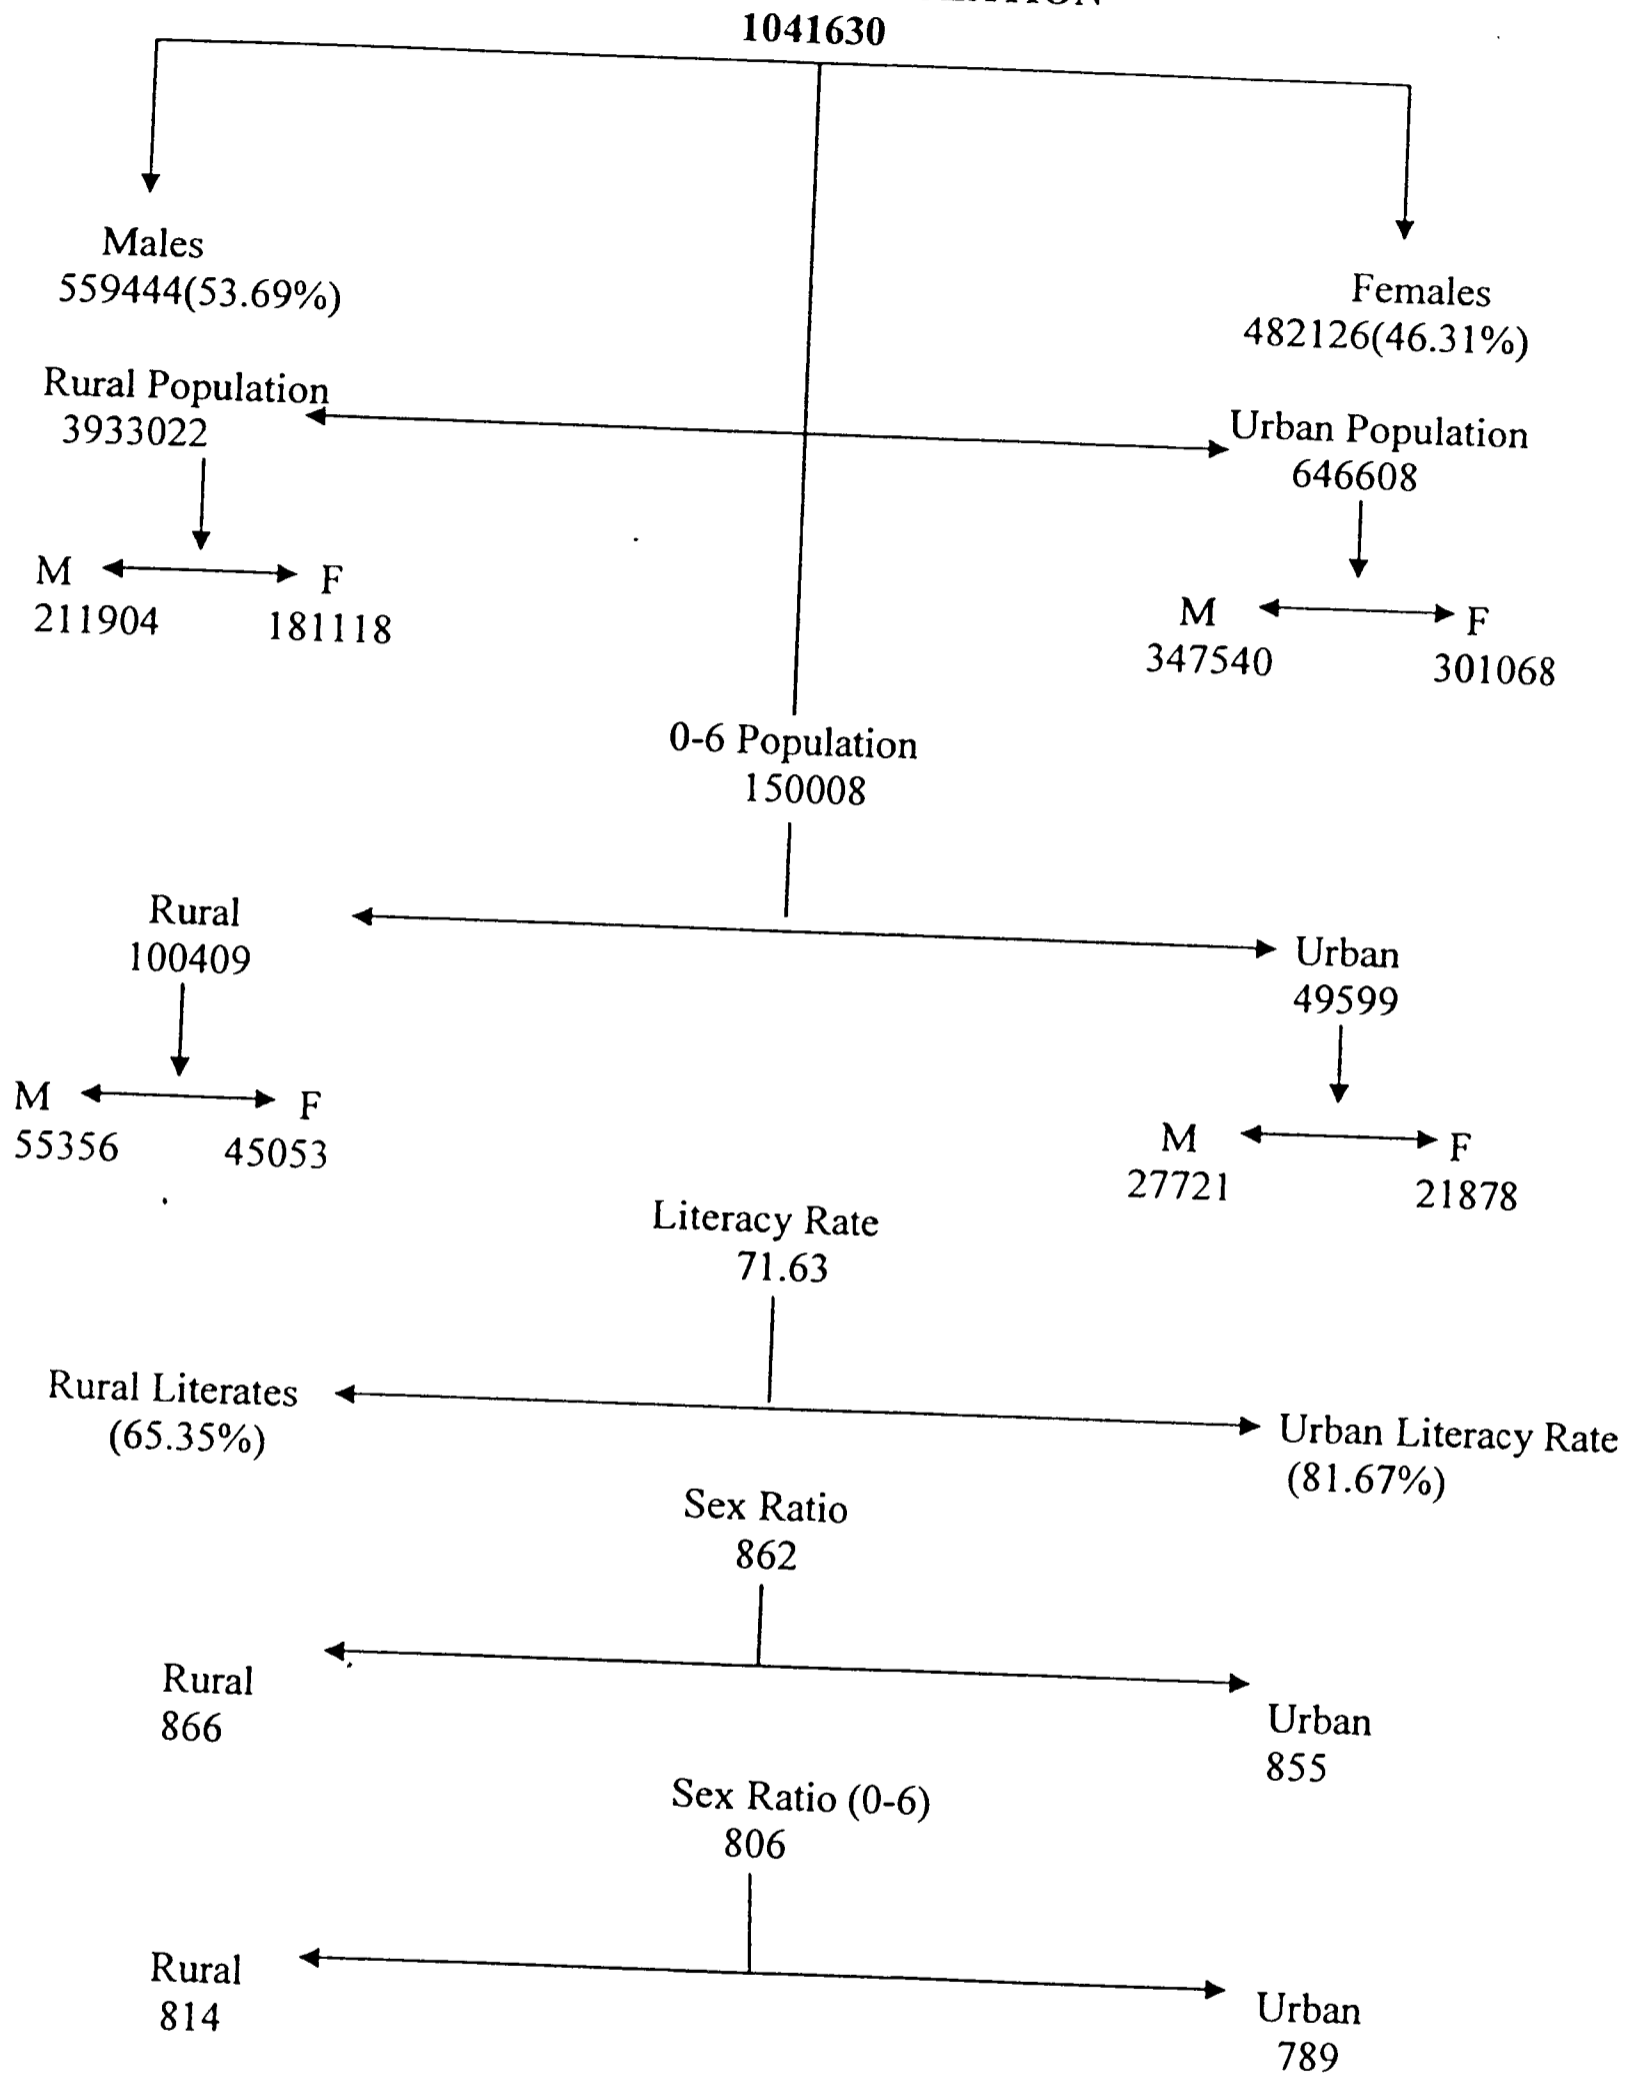 1041630
Males
559444(53.69%)
Females
482126(46.31%)
Rural Population
3933022
Urban Population
646608
M F
211904 181118
M F
347540 301068
0-6 Population
150008
Rural
100409
Urban
49599
M F
55356 45053
M F
27721 21878
Literacy Rate
71.63
Rural Literates
(65.35%)
Urban Literacy Rate
(81.67%)
Sex Ratio
862
Rural
866
Urban
855
Sex Ratio (0-6)
806
Rural
814
Urban
789